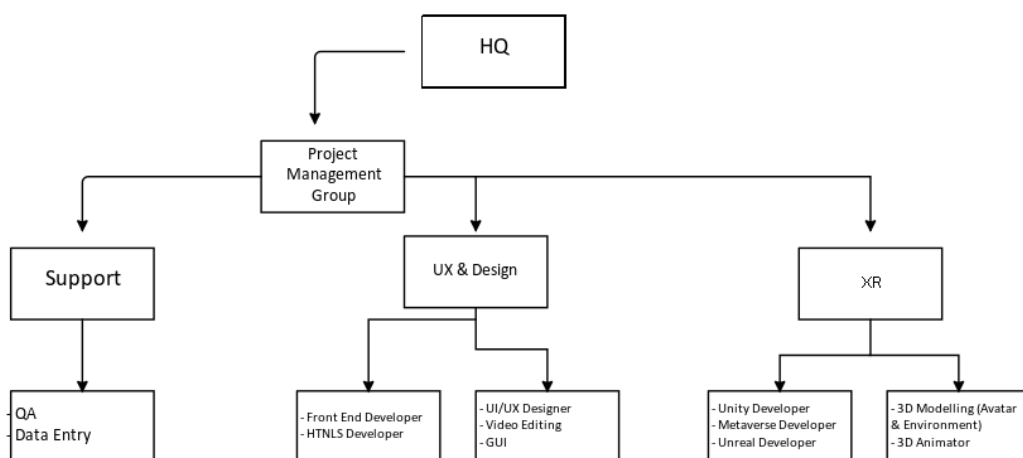 HQ
Project
Management
Group
Support
UX & Design
XR
- QA
- Data Entry
- Front End Developer
- HTNLS Developer
- UI/UX Designer
- Video Editing
- GUI
- Unity Developer
- Metaverse Developer
- Unreal Developer
- 3D Modelling (Avatar
& Environment)
- 3D Animator